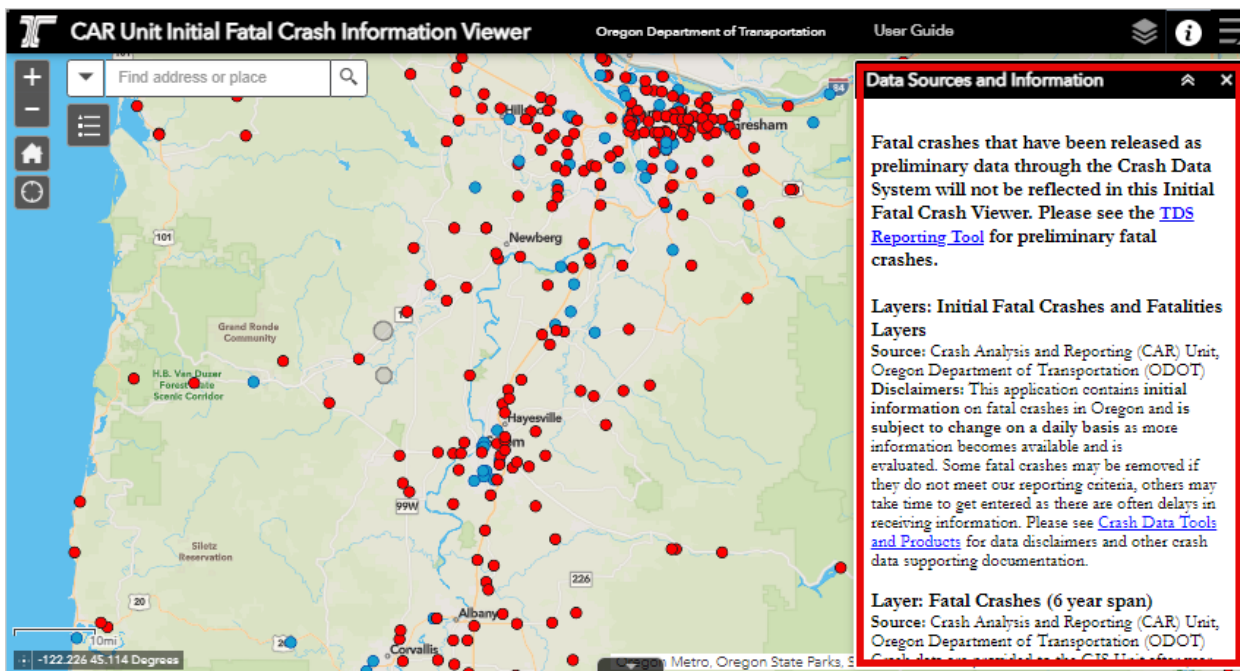 CAR Unit Initial Fatal Crash Information Viewer
Oregon Department of Transportation
User Guide
Find address or place
Data Sources and Information
Fatal crashes that have been released as
preliminary data through the Crash Data
System will not be reflected in this Initial
Fatal Crash Viewer. Please see the TDS
Reporting Tool for preliminary fatal
crashes.
Layers: Initial Fatal Crashes and Fatalities
Layers
Source: Crash Analysis and Reporting (CAR) Unit,
Oregon Department of Transportation (ODOT)
Disclaimers: This application contains initial
information on fatal crashes in Oregon and is
subject to change on a daily basis as more
information becomes available and is
evaluated. Some fatal crashes may be removed if
they do not meet our reporting criteria, others may
take time to get entered as there are often delays in
receiving information. Please see Crash Data Tools
and Products for data disclaimers and other crash
data supporting documentation.
Layer: Fatal Crashes (6 year span)
Source: Crash Analysis and Reporting (CAR) Unit,
Oregon Department of Transportation (ODOT)
84
Gresham
101
Newberg
Grand Ronde
Community
H.B. Van Duzer
Forest State
Scenic Corridor
Hayesville
99W
Siletz
Reservation
226
20
Albany
Corvallis
10mi
-122.226 45.114 Degrees
Oregon Metro, Oregon State Parks, S